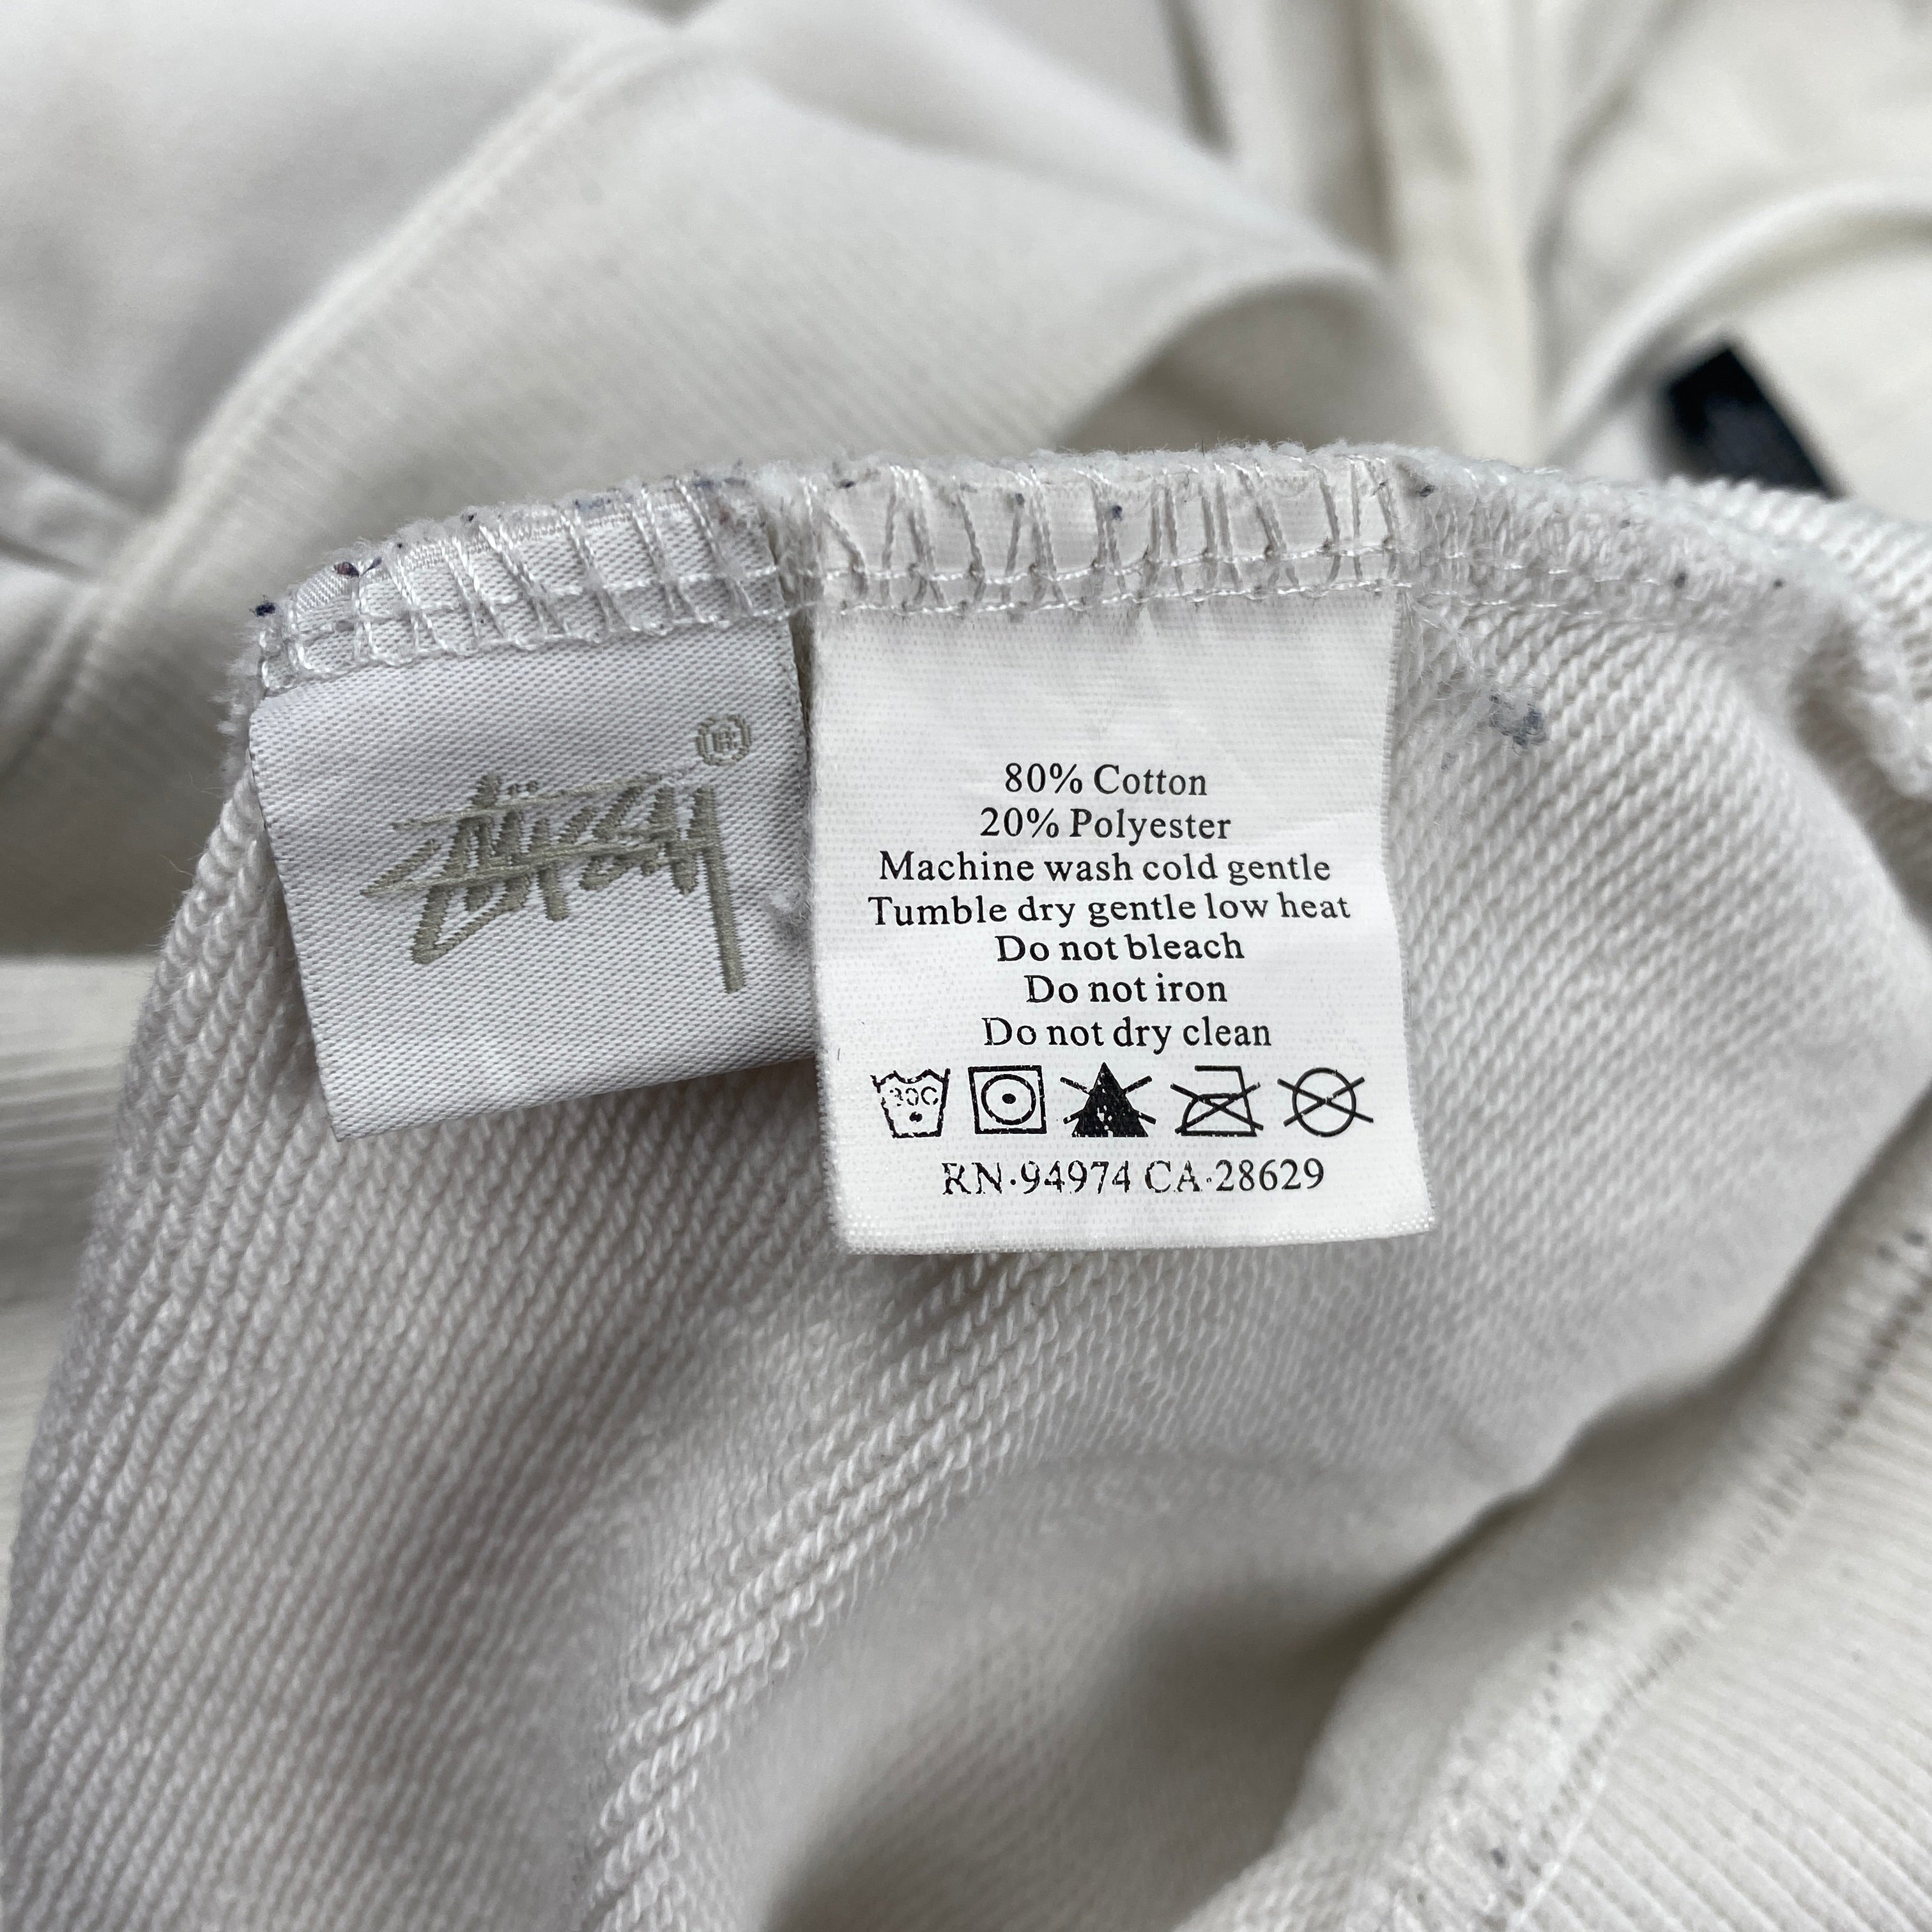 STÜSSY®
80% Cotton
20% Polyester
Machine wash cold gentle
Tumble dry gentle low heat
Do not bleach
Do not iron
Do not dry clean
30C
RN·94974 CA·28629